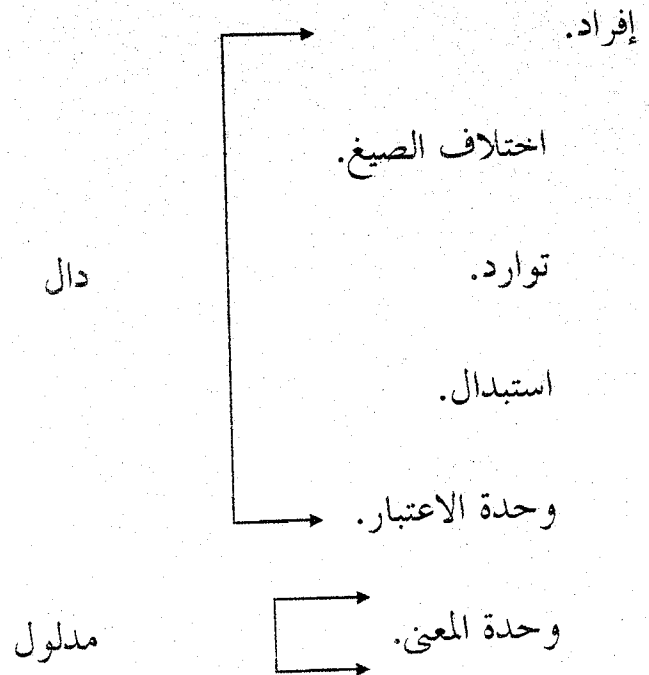 إفراد.
اختلاف الصيغ.
توارد.
دال
استبدال.
وحدة الاعتبار.
وحدة المعنى.
مدلول